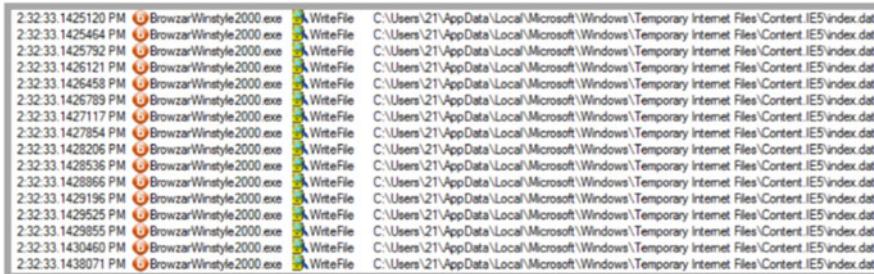 2:32:33.1425120 PM BrowzarWinstyle2000.exe WriteFile C:\Users\21\AppData\Local\Microsoft\Windows\Temporary Internet Files\Content.IE5\index.dat
2:32:33.1425464 PM BrowzarWinstyle2000.exe WriteFile C:\Users\21\AppData\Local\Microsoft\Windows\Temporary Internet Files\Content.IE5\index.dat
2:32:33.1425792 PM BrowzarWinstyle2000.exe WriteFile C:\Users\21\AppData\Local\Microsoft\Windows\Temporary Internet Files\Content.IE5\index.dat
2:32:33.1426121 PM BrowzarWinstyle2000.exe WriteFile C:\Users\21\AppData\Local\Microsoft\Windows\Temporary Internet Files\Content.IE5\index.dat
2:32:33.1426458 PM BrowzarWinstyle2000.exe WriteFile C:\Users\21\AppData\Local\Microsoft\Windows\Temporary Internet Files\Content.IE5\index.dat
2:32:33.1426789 PM BrowzarWinstyle2000.exe WriteFile C:\Users\21\AppData\Local\Microsoft\Windows\Temporary Internet Files\Content.IE5\index.dat
2:32:33.1427117 PM BrowzarWinstyle2000.exe WriteFile C:\Users\21\AppData\Local\Microsoft\Windows\Temporary Internet Files\Content.IE5\index.dat
2:32:33.1427854 PM BrowzarWinstyle2000.exe WriteFile C:\Users\21\AppData\Local\Microsoft\Windows\Temporary Internet Files\Content.IE5\index.dat
2:32:33.1428206 PM BrowzarWinstyle2000.exe WriteFile C:\Users\21\AppData\Local\Microsoft\Windows\Temporary Internet Files\Content.IE5\index.dat
2:32:33.1428536 PM BrowzarWinstyle2000.exe WriteFile C:\Users\21\AppData\Local\Microsoft\Windows\Temporary Internet Files\Content.IE5\index.dat
2:32:33.1428866 PM BrowzarWinstyle2000.exe WriteFile C:\Users\21\AppData\Local\Microsoft\Windows\Temporary Internet Files\Content.IE5\index.dat
2:32:33.1429196 PM BrowzarWinstyle2000.exe WriteFile C:\Users\21\AppData\Local\Microsoft\Windows\Temporary Internet Files\Content.IE5\index.dat
2:32:33.1429525 PM BrowzarWinstyle2000.exe WriteFile C:\Users\21\AppData\Local\Microsoft\Windows\Temporary Internet Files\Content.IE5\index.dat
2:32:33.1429855 PM BrowzarWinstyle2000.exe WriteFile C:\Users\21\AppData\Local\Microsoft\Windows\Temporary Internet Files\Content.IE5\index.dat
2:32:33.1430460 PM BrowzarWinstyle2000.exe WriteFile C:\Users\21\AppData\Local\Microsoft\Windows\Temporary Internet Files\Content.IE5\index.dat
2:32:33.1438071 PM BrowzarWinstyle2000.exe WriteFile C:\Users\21\AppData\Local\Microsoft\Windows\Temporary Internet Files\Content.IE5\index.dat